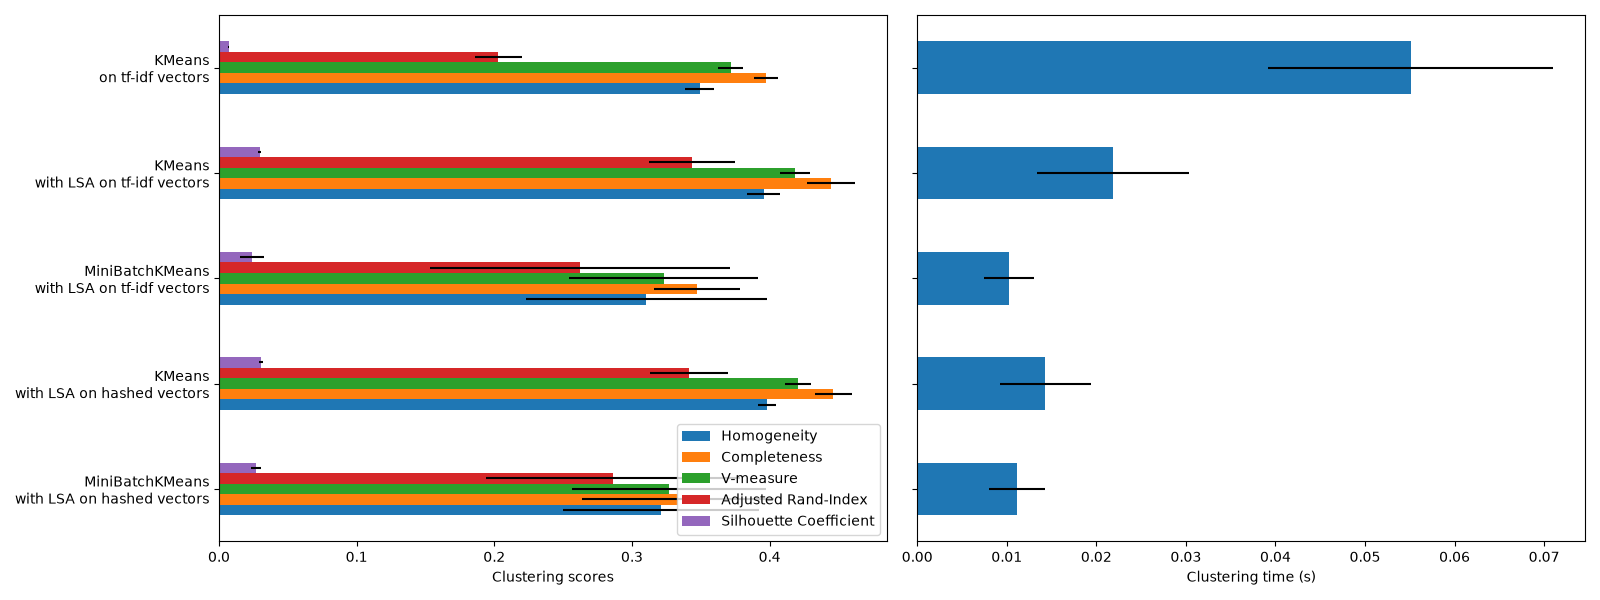 KMeans
on tf-idf vectors
KMeans
with LSA on tf-idf vectors
MiniBatchKMeans
with LSA on tf-idf vectors
KMeans
with LSA on hashed vectors
MiniBatchKMeans
with LSA on hashed vectors
Homogeneity
Completeness
V-measure
Adjusted Rand-Index
Silhouette Coefficient
0.0 0.1 0.2 0.3 0.4
Clustering scores
0.00 0.01 0.02 0.03 0.04 0.05 0.06 0.07
Clustering time (s)